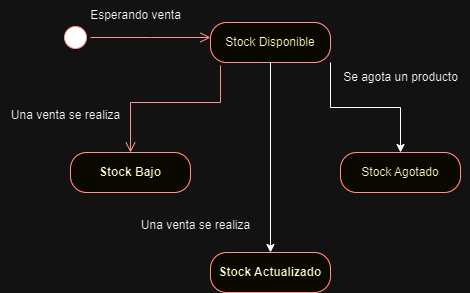 Esperando venta
Stock Disponible
Se agota un producto
Una venta se realiza
Stock Bajo
Stock Agotado
Una venta se realiza
Stock Actualizado